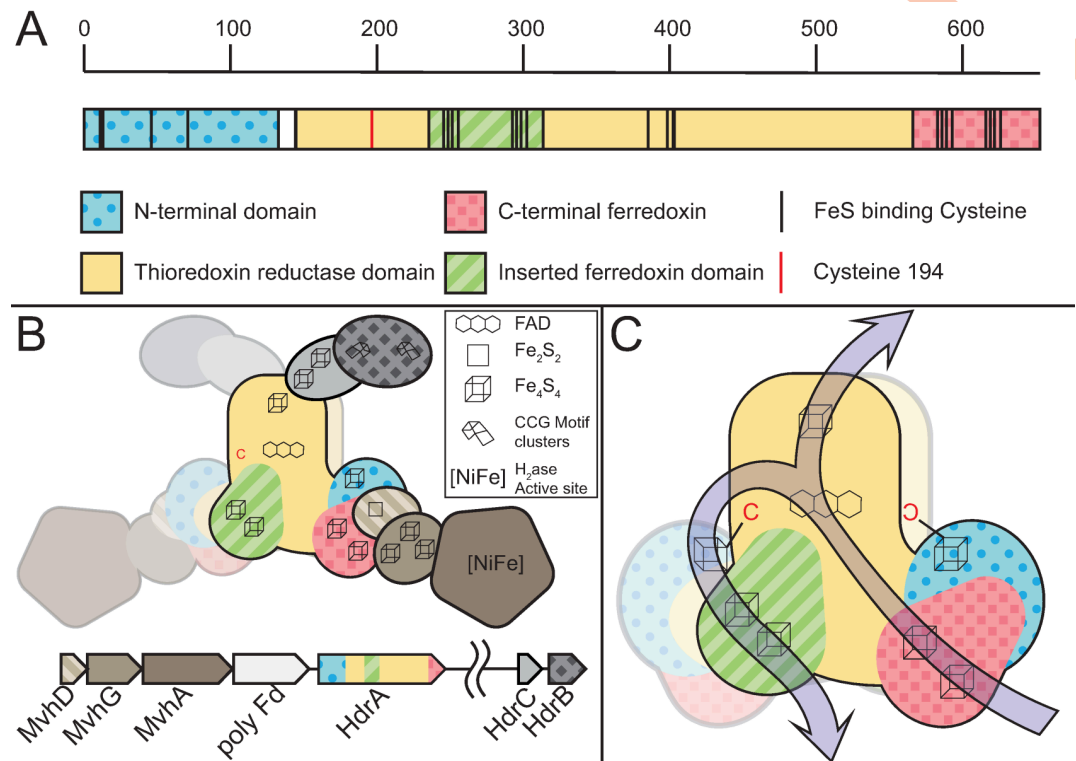 A
0 100 200 300 400 500 600
N-terminal domain
C-terminal ferredoxin
FeS binding Cysteine
Thioredoxin reductase domain
Inserted ferredoxin domain
Cysteine 194
B
FAD
Fe₂S₂
Fe₄S₄
CCG Motif
clusters
[NiFe] H₂ase
Active site
C
[NiFe]
MvhD
MvhG
MvhA
poly Fd
HdrA
HdrC
HdrB
C
C
C